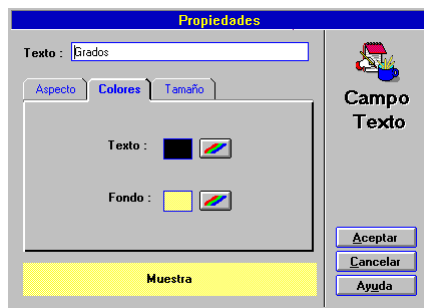 Propiedades
Texto : Grados
Aspecto Colores Tamaño
Texto :
Fondo :
Muestra
Campo
Texto
Aceptar
Cancelar
Ayuda